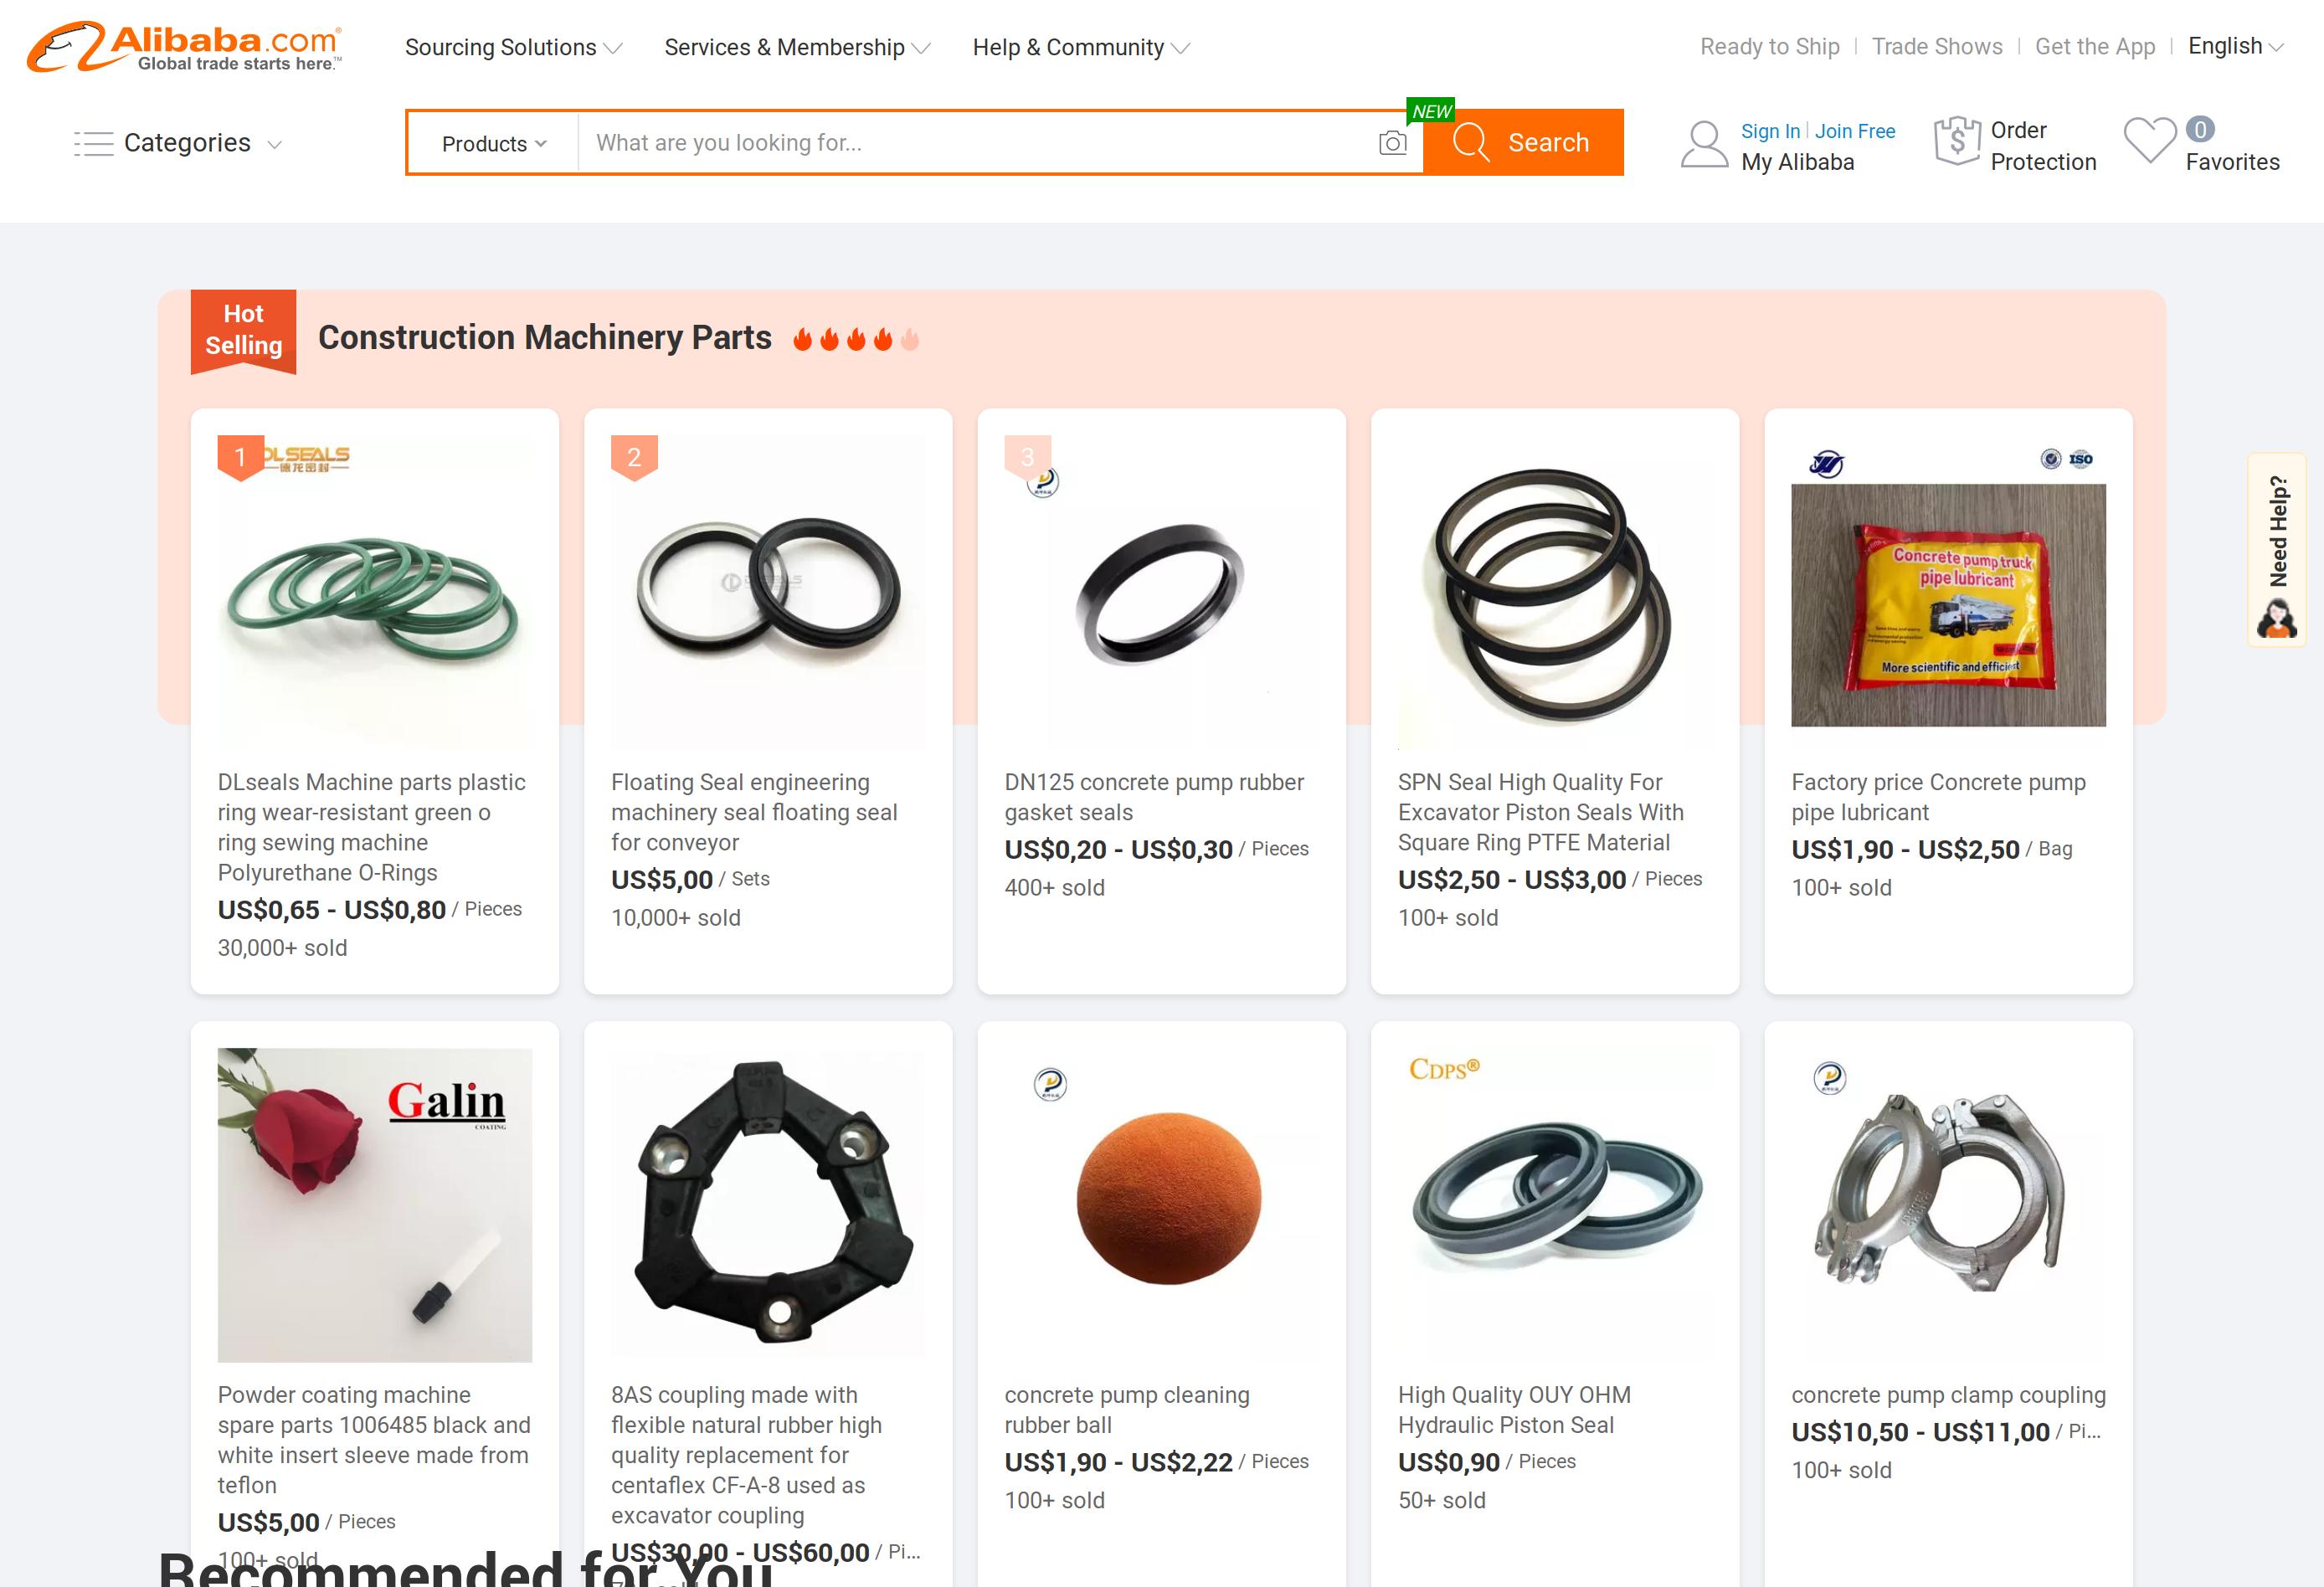 Alibaba.com®
Global trade starts here.™
Sourcing Solutions
Services & Membership
Help & Community
Ready to Ship
Trade Shows
Get the App
English
Categories
Products
What are you looking for...
NEW
Search
Sign In
Join Free
My Alibaba
Order
Protection
0
Favorites
Hot
Selling
Construction Machinery Parts
1
DLSEALS
德龙密封
2
DLSEALS
3
ISO
Concrete pump truck
pipe lubricant
More scientific and efficient
Need Help?
DLseals Machine parts plastic
ring wear-resistant green o
ring sewing machine
Polyurethane O-Rings
US$0,65 - US$0,80 / Pieces
30,000+ sold
Floating Seal engineering
machinery seal floating seal
for conveyor
US$5,00 / Sets
10,000+ sold
DN125 concrete pump rubber
gasket seals
US$0,20 - US$0,30 / Pieces
400+ sold
SPN Seal High Quality For
Excavator Piston Seals With
Square Ring PTFE Material
US$2,50 - US$3,00 / Pieces
100+ sold
Factory price Concrete pump
pipe lubricant
US$1,90 - US$2,50 / Bag
100+ sold
Galin
COATING
CDPS®
Powder coating machine
spare parts 1006485 black and
white insert sleeve made from
teflon
US$5,00 / Pieces
100+ sold
8AS coupling made with
flexible natural rubber high
quality replacement for
centaflex CF-A-8 used as
excavator coupling
US$30,00 - US$60,00 / Pi...
concrete pump cleaning
rubber ball
US$1,90 - US$2,22 / Pieces
100+ sold
High Quality OUY OHM
Hydraulic Piston Seal
US$0,90 / Pieces
50+ sold
concrete pump clamp coupling
US$10,50 - US$11,00 / Pi...
100+ sold
Recommended for You